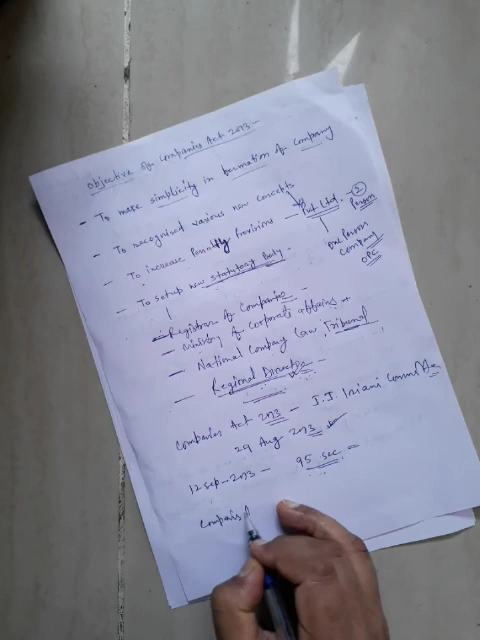 Objective of Companies Act 2013 -
- To make simplicity in formation of Company
- To recognised various new concepts
Pvt Ltd. - 2 Person
One Person Company OPC
- To increase Penalty Provisions -
- To setup new statutory Body.
- Registrar of Companies
- Ministry of Corporate affairs
- National Company Law Tribunal
- Regional Director
Companies Act 2013 - J.J. Iriani Committe
29 Aug 2013
12 Sep - 2013 - 95 Sec
Companis A